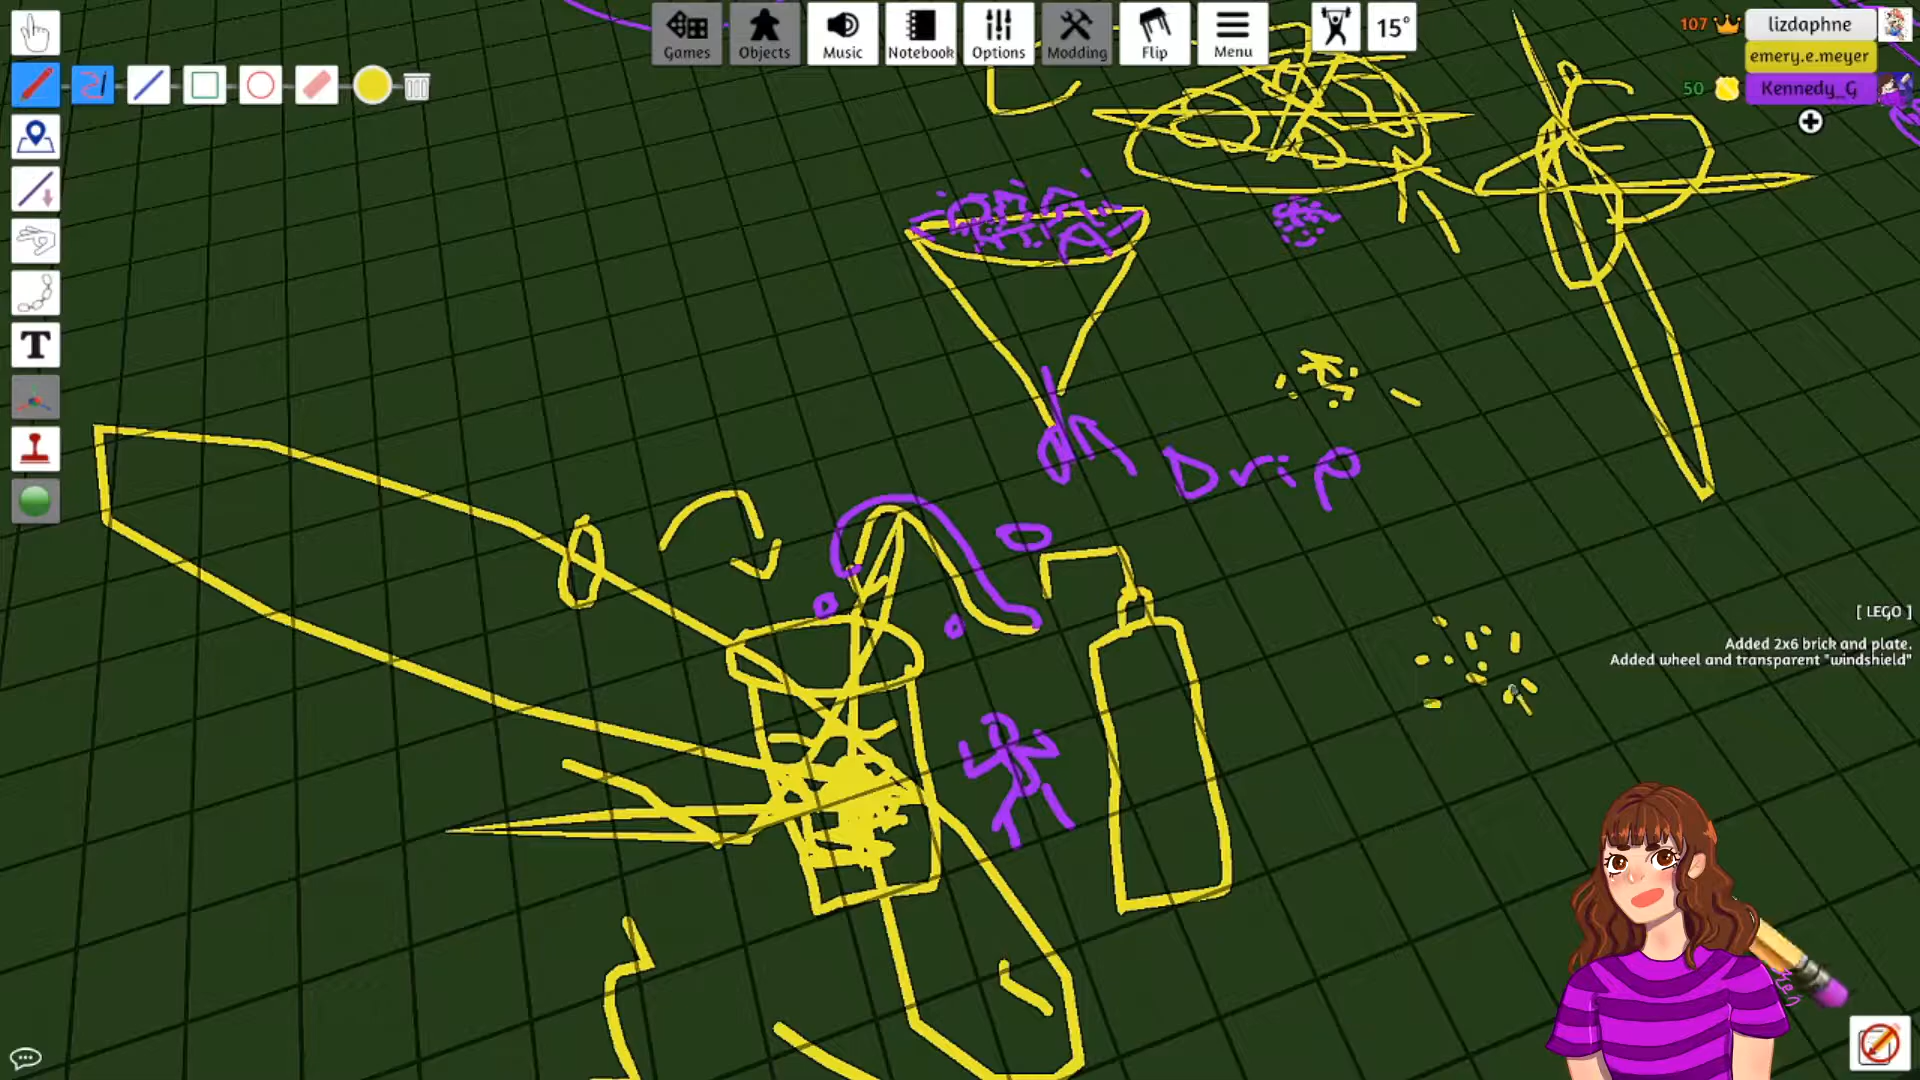 Games
Objects
Music
Notebook
Options
Modding
Flip
Menu
15°
107
lizdaphne
emery.e.meyer
50
Kennedy_G
T
Drip
[ LEGO ]
Added 2x6 brick and plate.
Added wheel and transparent "windshield"